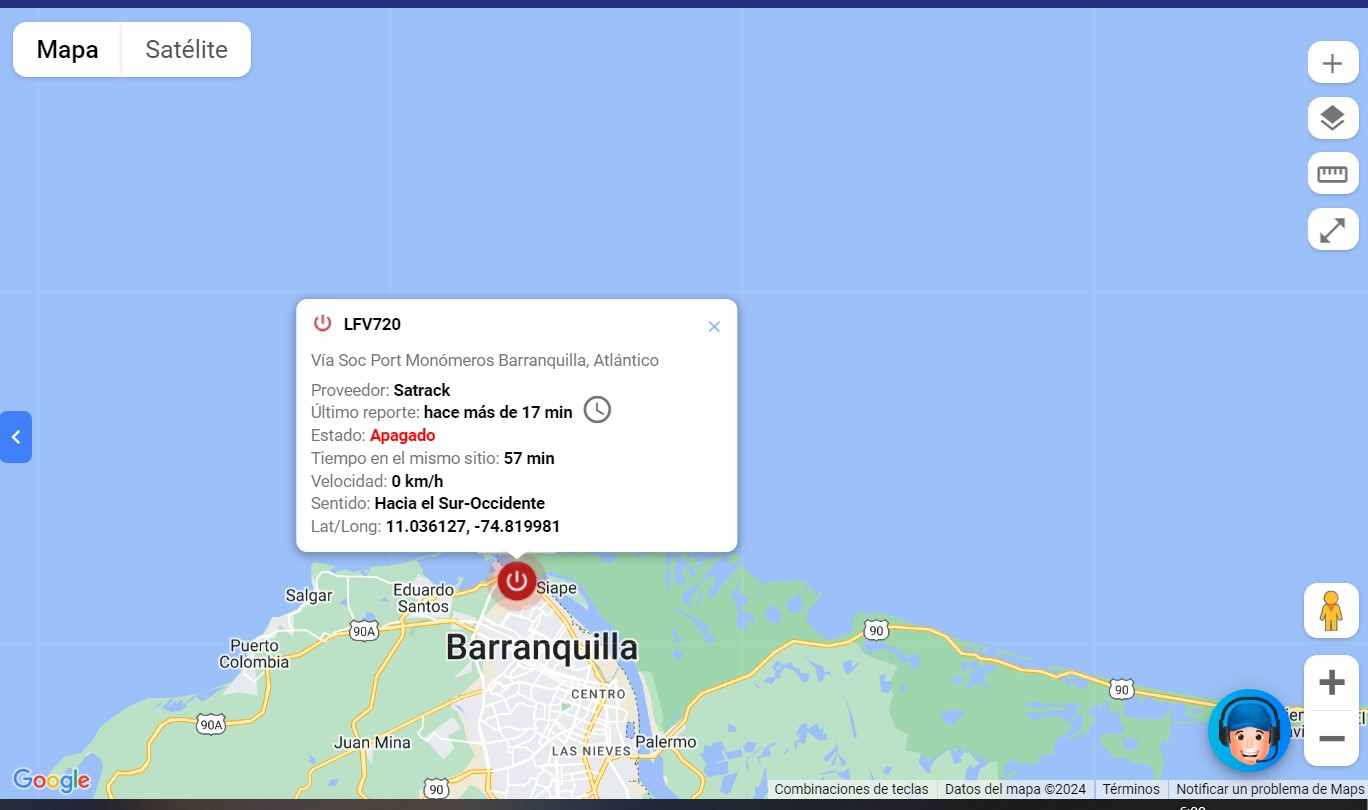 Mapa
Satélite
LFV720
Vía Soc Port Monómeros Barranquilla, Atlántico
Proveedor: Satrack
Último reporte: hace más de 17 min
Estado: Apagado
Tiempo en el mismo sitio: 57 min
Velocidad: 0 km/h
Sentido: Hacia el Sur-Occidente
Lat/Long: 11.036127, -74.819981
Siape
Salgar
Eduardo
Santos
90A
90
Puerto
Colombia
Barranquilla
90
CENTRO
90A
Juan Mina
LAS NIEVES
Palermo
90
Google
Combinaciones de teclas
Datos del mapa ©2024
Términos
Notificar un problema de Maps